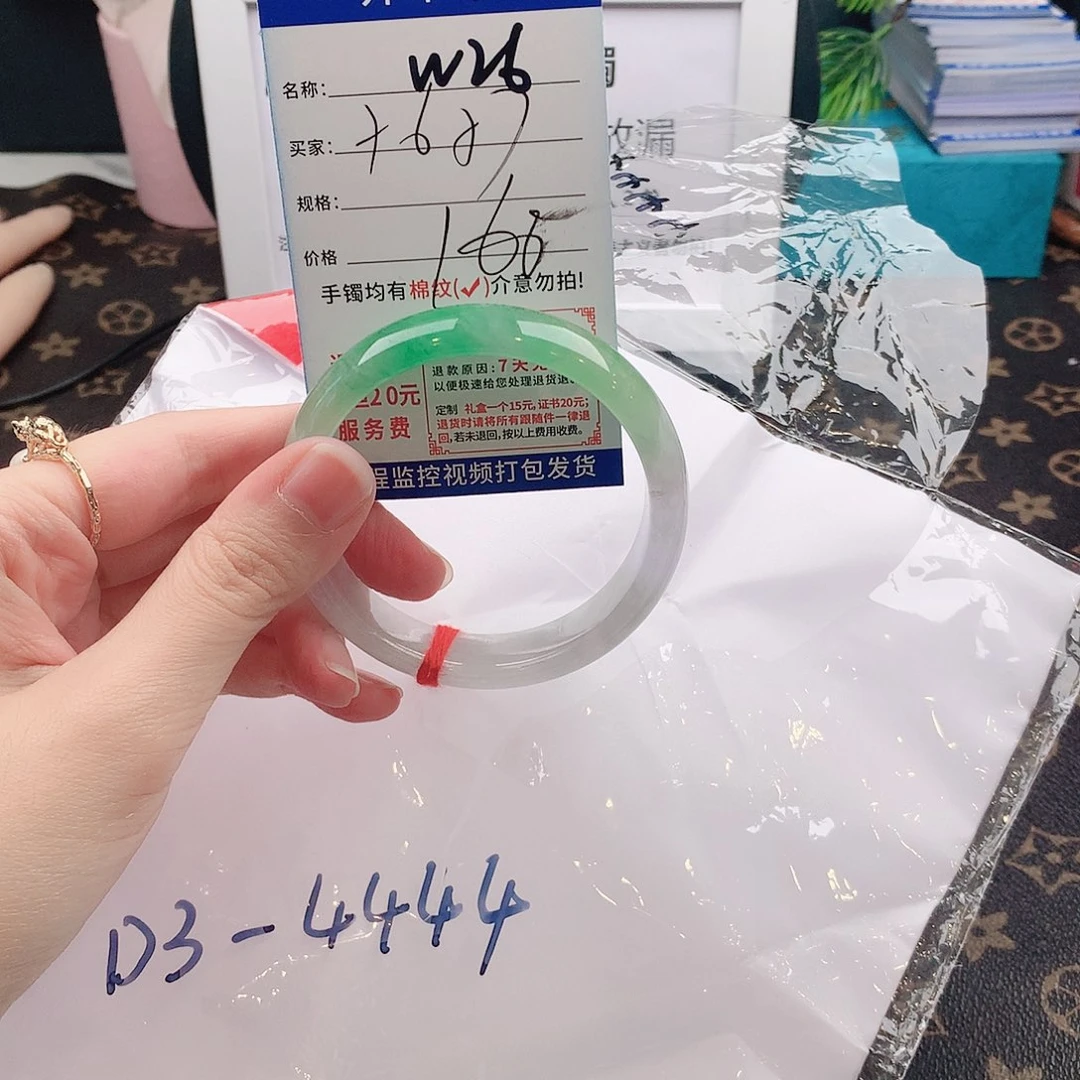 名称: W26
买家:
规格:
价格 166
手镯均有棉纹(✓)介意勿拍!
退款原因:7天无
以便极速给您处理退货退
20元
服务费
定制 礼盒一个15元,证书20元;
退货时请将所有跟随件一律退
回,若未退回,按以上费用收费。
程监控视频打包发货
漏
D3-4444